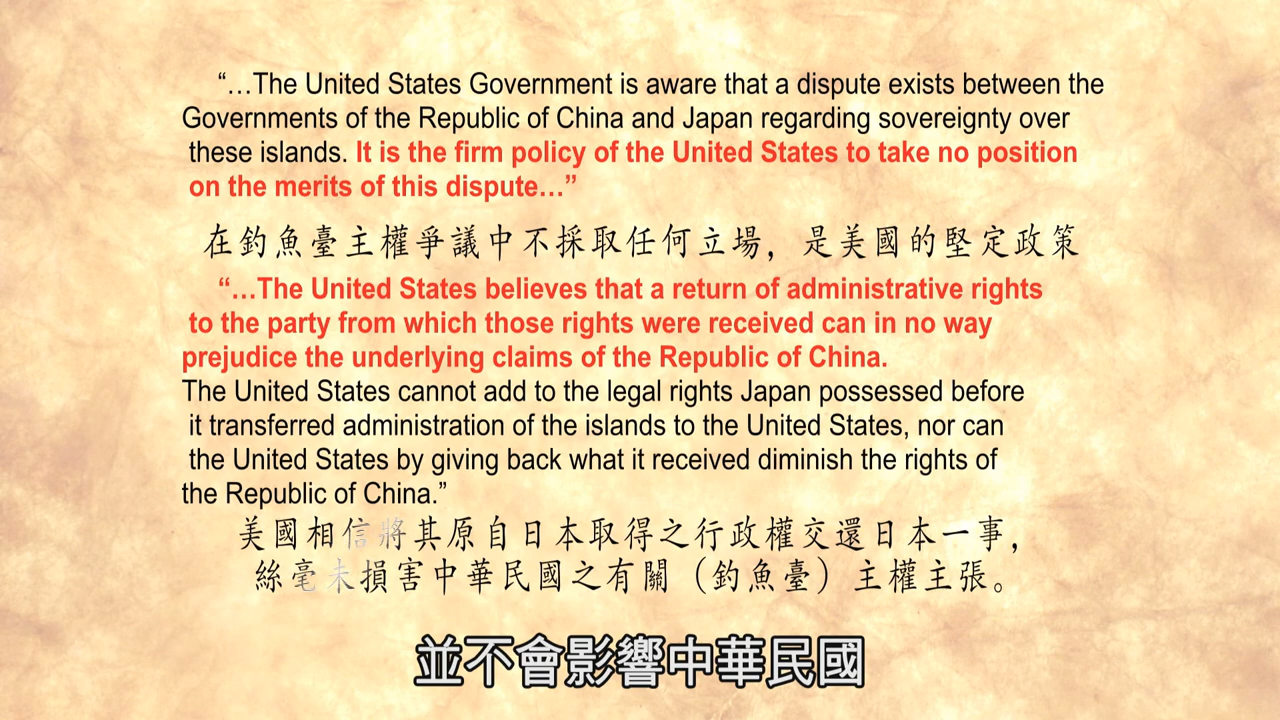 “…The United States Government is aware that a dispute exists between the
Governments of the Republic of China and Japan regarding sovereignty over
these islands. It is the firm policy of the United States to take no position
on the merits of this dispute…”
在釣魚臺主權爭議中不採取任何立場，是美國的堅定政策
“…The United States believes that a return of administrative rights
to the party from which those rights were received can in no way
prejudice the underlying claims of the Republic of China.
The United States cannot add to the legal rights Japan possessed before
it transferred administration of the islands to the United States, nor can
the United States by giving back what it received diminish the rights of
the Republic of China.”
美國相信將其原自日本取得之行政權交還日本一事，
絲毫未損害中華民國之有關（釣魚臺）主權主張。
並不會影響中華民國